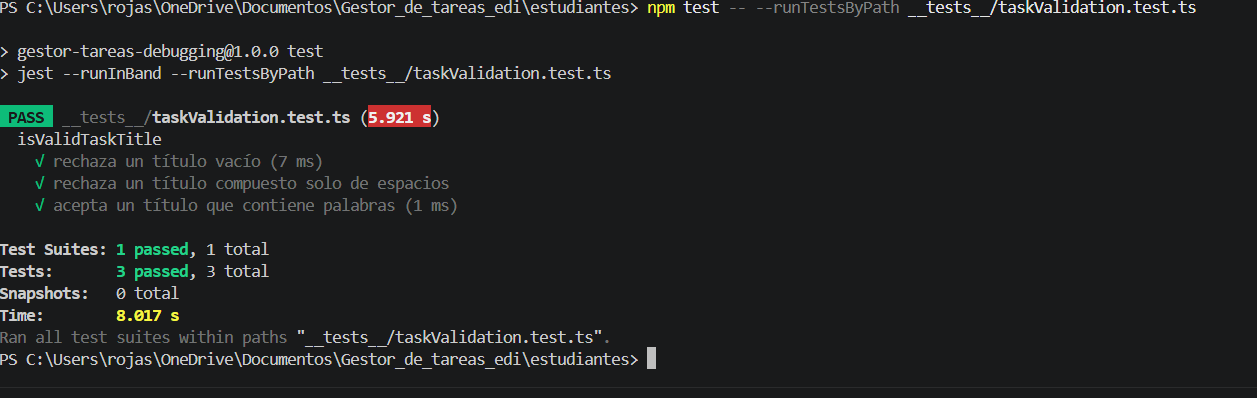 PS C:\Users\rojas\OneDrive\Documentos\Gestor_de_tareas_edi\estudiantes> npm test -- --runTestsByPath __tests__/taskValidation.test.ts
> gestor-tareas-debugging@1.0.0 test
> jest --runInBand --runTestsByPath __tests__/taskValidation.test.ts
PASS __tests__/taskValidation.test.ts (5.921 s)
isValidTaskTitle
√ rechaza un título vacío (7 ms)
√ rechaza un título compuesto solo de espacios
√ acepta un título que contiene palabras (1 ms)
Test Suites: 1 passed, 1 total
Tests: 3 passed, 3 total
Snapshots: 0 total
Time: 8.017 s
Ran all test suites within paths "__tests__/taskValidation.test.ts".
PS C:\Users\rojas\OneDrive\Documentos\Gestor_de_tareas_edi\estudiantes>